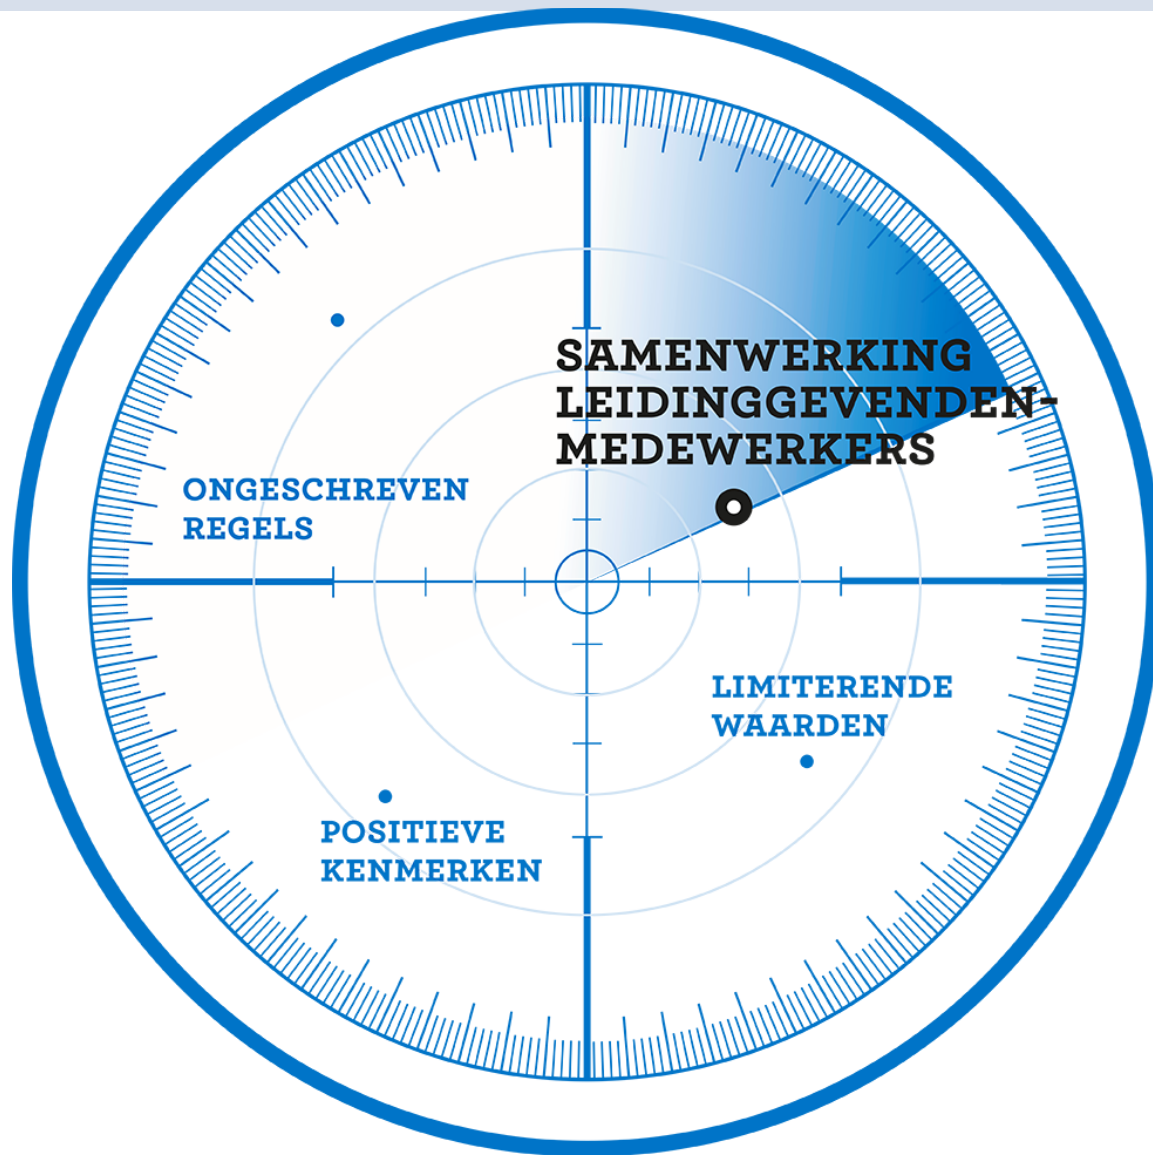 SAMENWERKING
LEIDINGGEVENDEN-
MEDEWERKERS
ONGESCHREVEN
REGELS
LIMITERENDE
WAARDEN
POSITIEVE
KENMERKEN